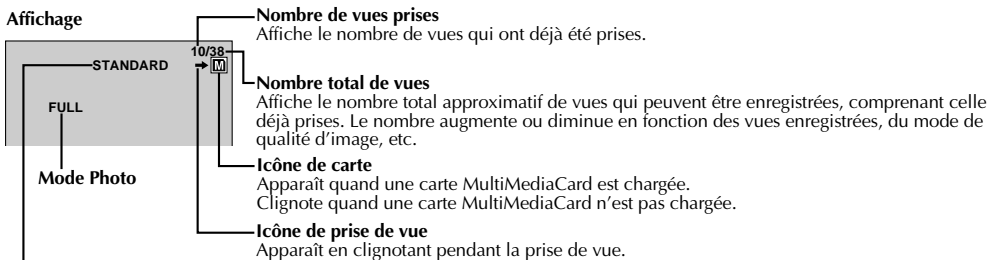 Affichage
Nombre de vues prises
Affiche le nombre de vues qui ont déjà été prises.
10/38
STANDARD
M
FULL
Nombre total de vues
Affiche le nombre total approximatif de vues qui peuvent être enregistrées, comprenant celle
déjà prises. Le nombre augmente ou diminue en fonction des vues enregistrées, du mode de
qualité d'image, etc.
Mode Photo
Icône de carte
Apparaît quand une carte MultiMediaCard est chargée.
Clignote quand une carte MultiMediaCard n'est pas chargée.
Icône de prise de vue
Apparaît en clignotant pendant la prise de vue.